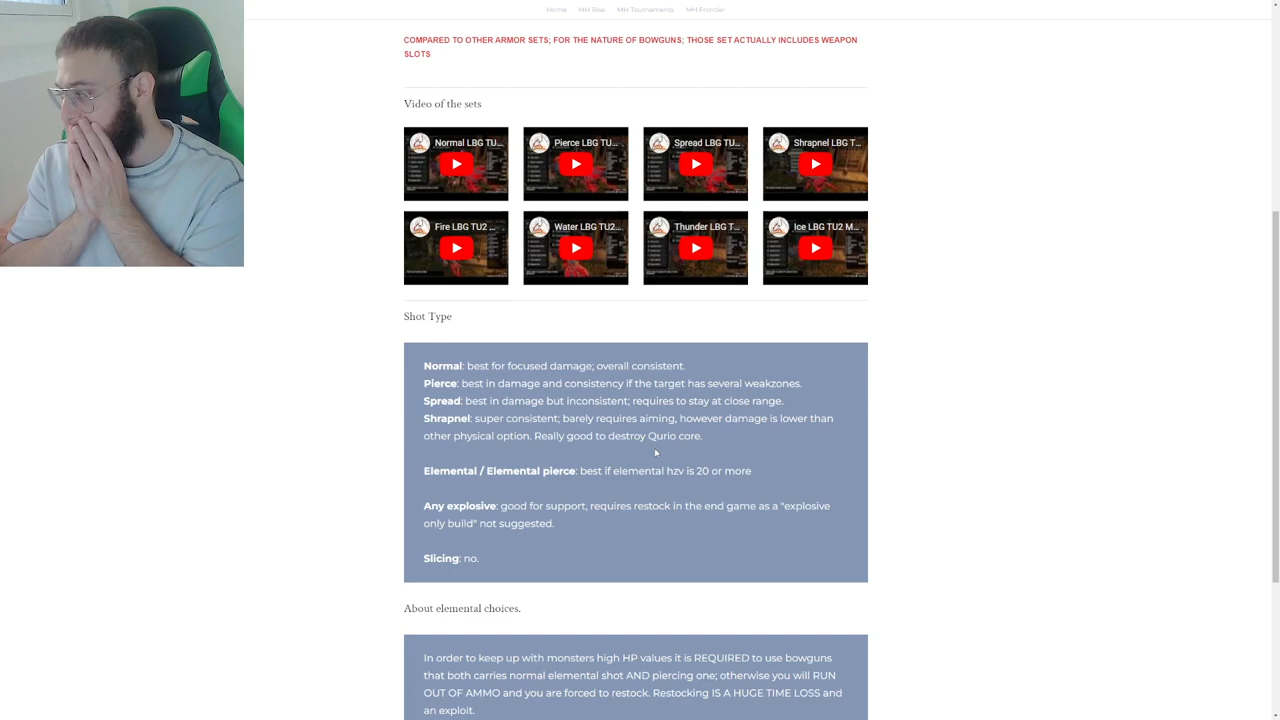 Home MH Rise MH Tournaments MH Frontier
COMPARED TO OTHER ARMOR SETS; FOR THE NATURE OF BOWGUNS; THOSE SET ACTUALLY INCLUDES WEAPON
SLOTS
Video of the sets
Normal LBG TU... Pierce LBG TU... Spread LBG TU... Shrapnel LBG T...
Fire LBG TU2 ... Water LBG TU2... Thunder LBG T... Ice LBG TU2 M...
Shot Type
Normal: best for focused damage; overall consistent.
Pierce: best in damage and consistency if the target has several weakzones.
Spread: best in damage but inconsistent; requires to stay at close range.
Shrapnel: super consistent; barely requires aiming, however damage is lower than
other physical option. Really good to destroy Qurio core.
Elemental / Elemental pierce: best if elemental hzv is 20 or more
Any explosive: good for support, requires restock in the end game as a "explosive
only build" not suggested.
Slicing: no.
About elemental choices.
In order to keep up with monsters high HP values it is REQUIRED to use bowguns
that both carries normal elemental shot AND piercing one; otherwise you will RUN
OUT OF AMMO and you are forced to restock. Restocking IS A HUGE TIME LOSS and
an exploit.